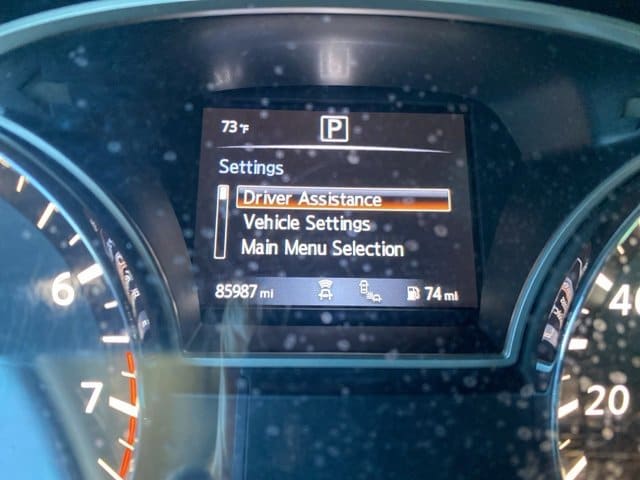 73°F P
Settings
Driver Assistance
Vehicle Settings
Main Menu Selection
85987 mi 74 mi
6
7
40
20